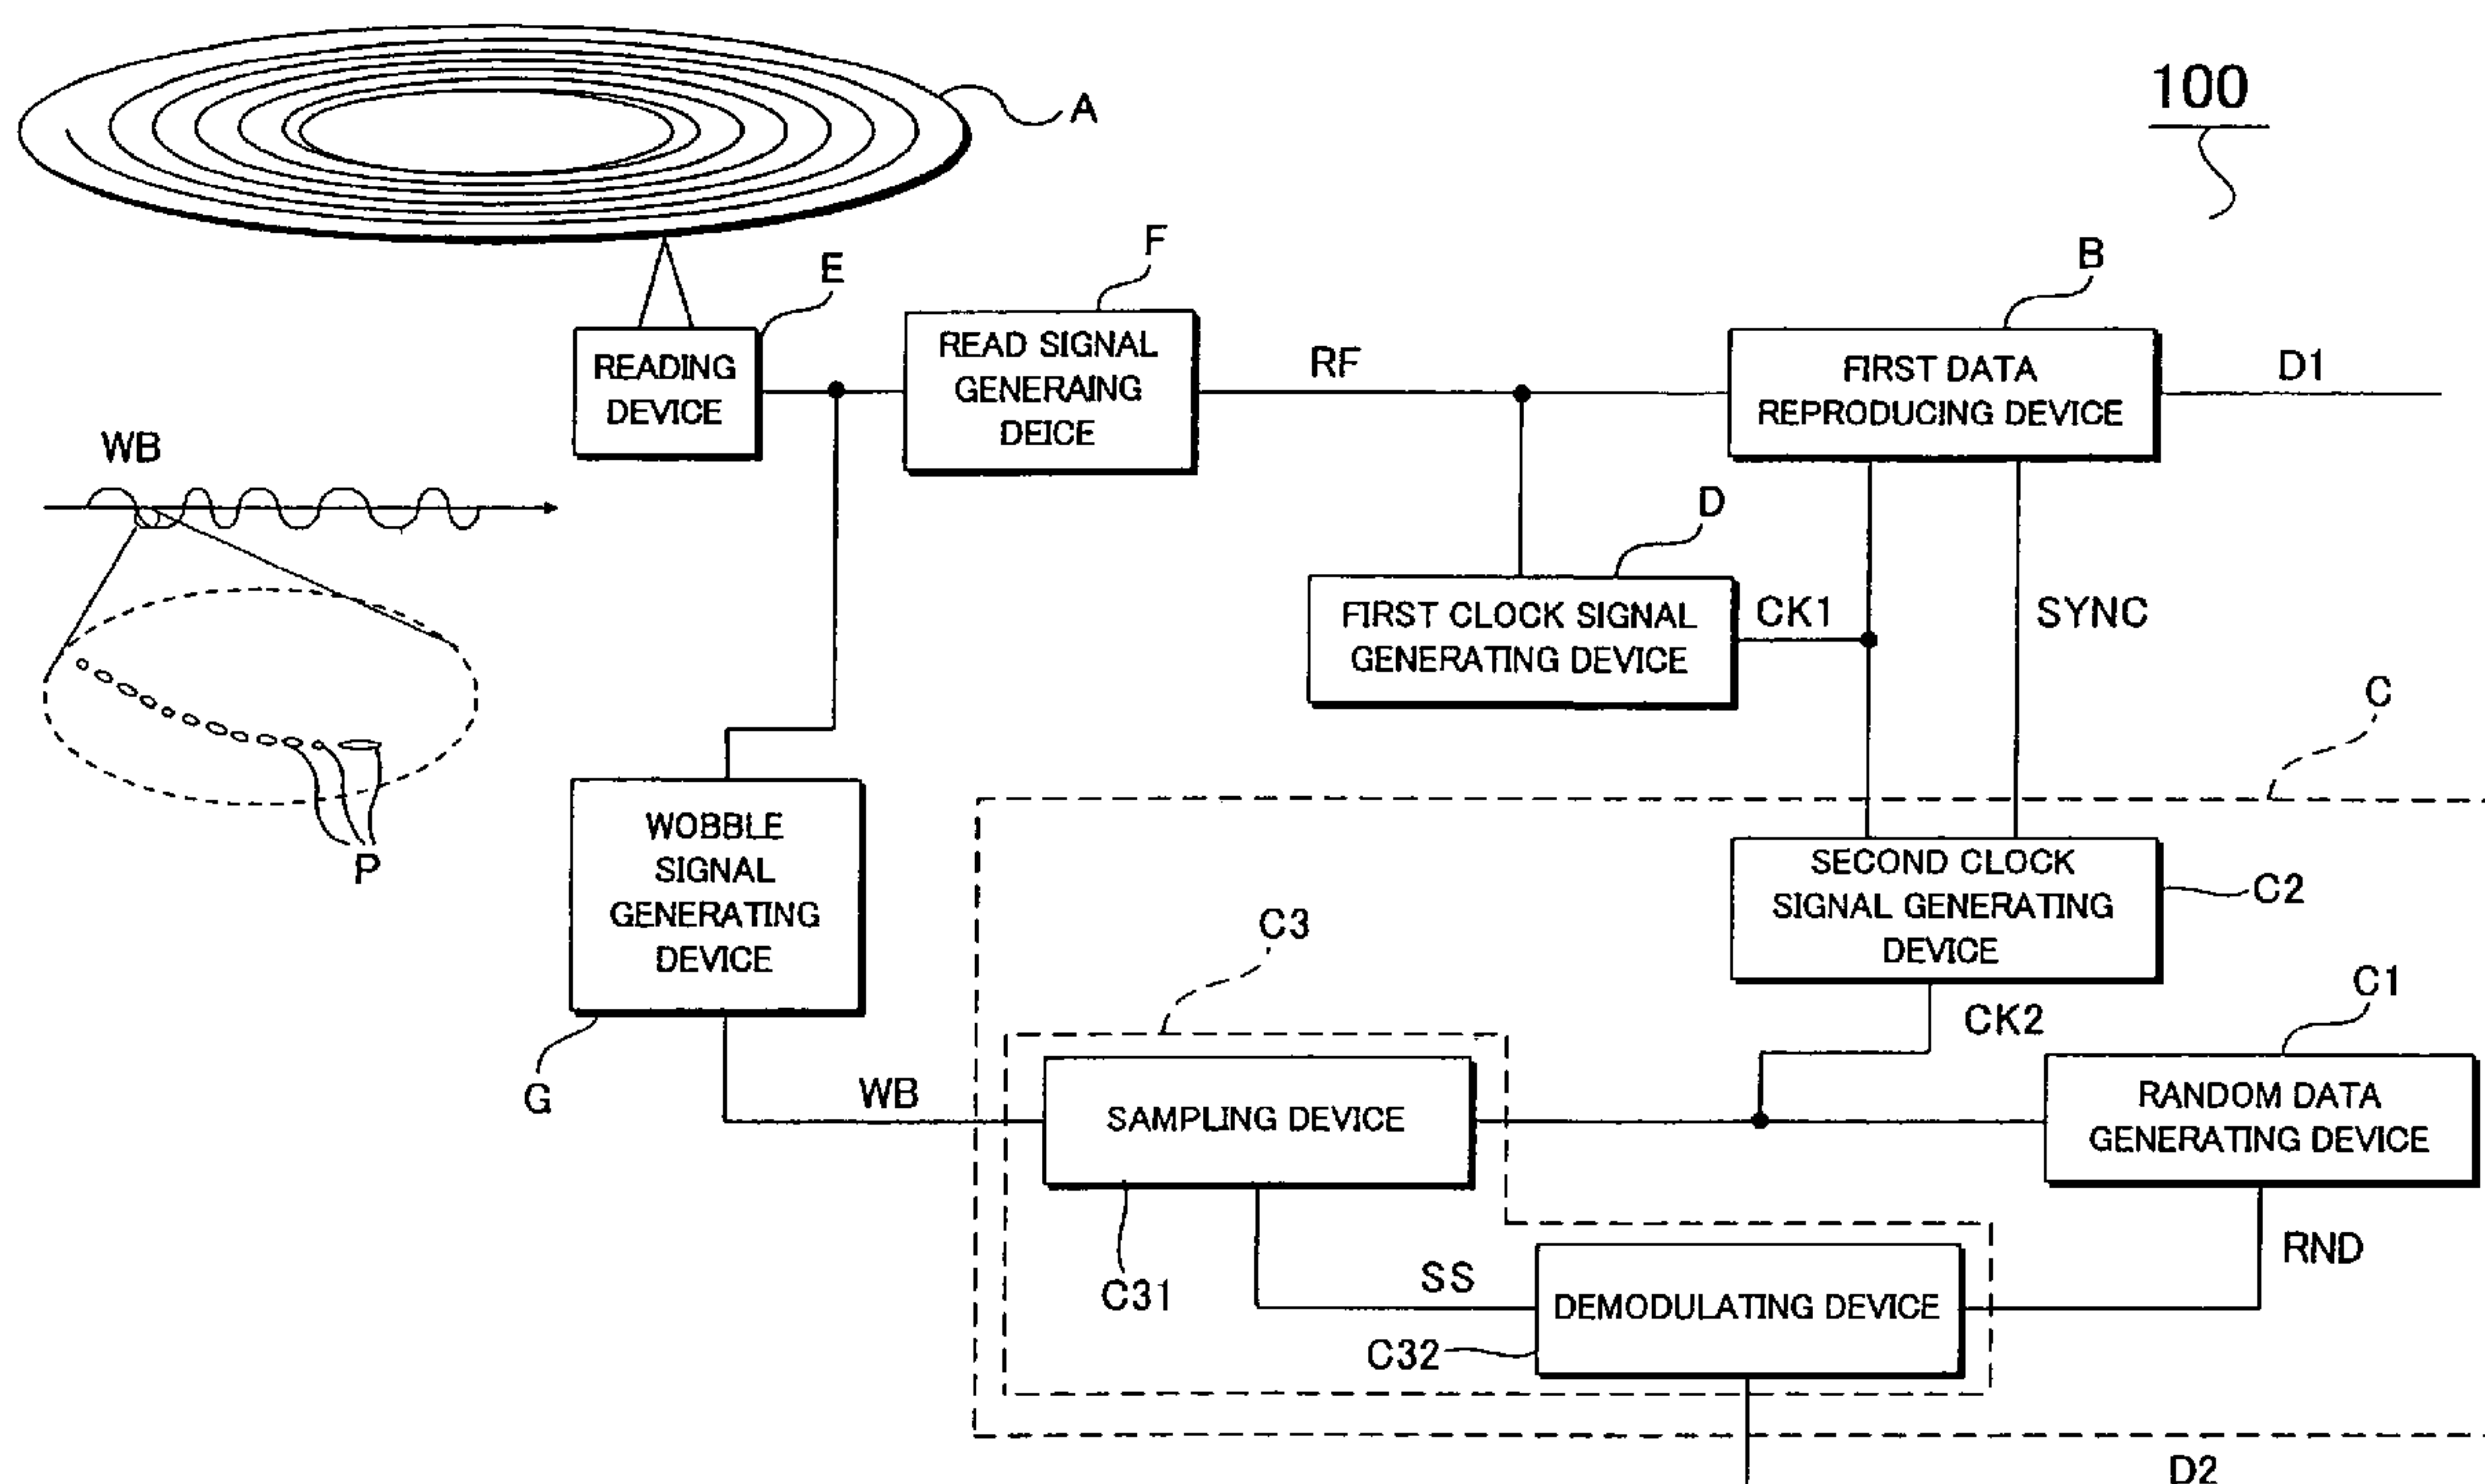 100
A
F
E
B
READ SIGNAL
GENERAING
DEICE
RF
READING
DEVICE
FIRST DATA
REPRODUCING DEVICE
D1
WB
D
FIRST CLOCK SIGNAL
GENERATING DEVICE
CK1
SYNC
C
P
WOBBLE
SIGNAL
GENERATING
DEVICE
G
SECOND CLOCK
SIGNAL GENERATING
DEVICE
C2
C3
CK2
C1
WB
SAMPLING DEVICE
RANDOM DATA
GENERATING DEVICE
C31
SS
RND
DEMODULATING DEVICE
C32
D2